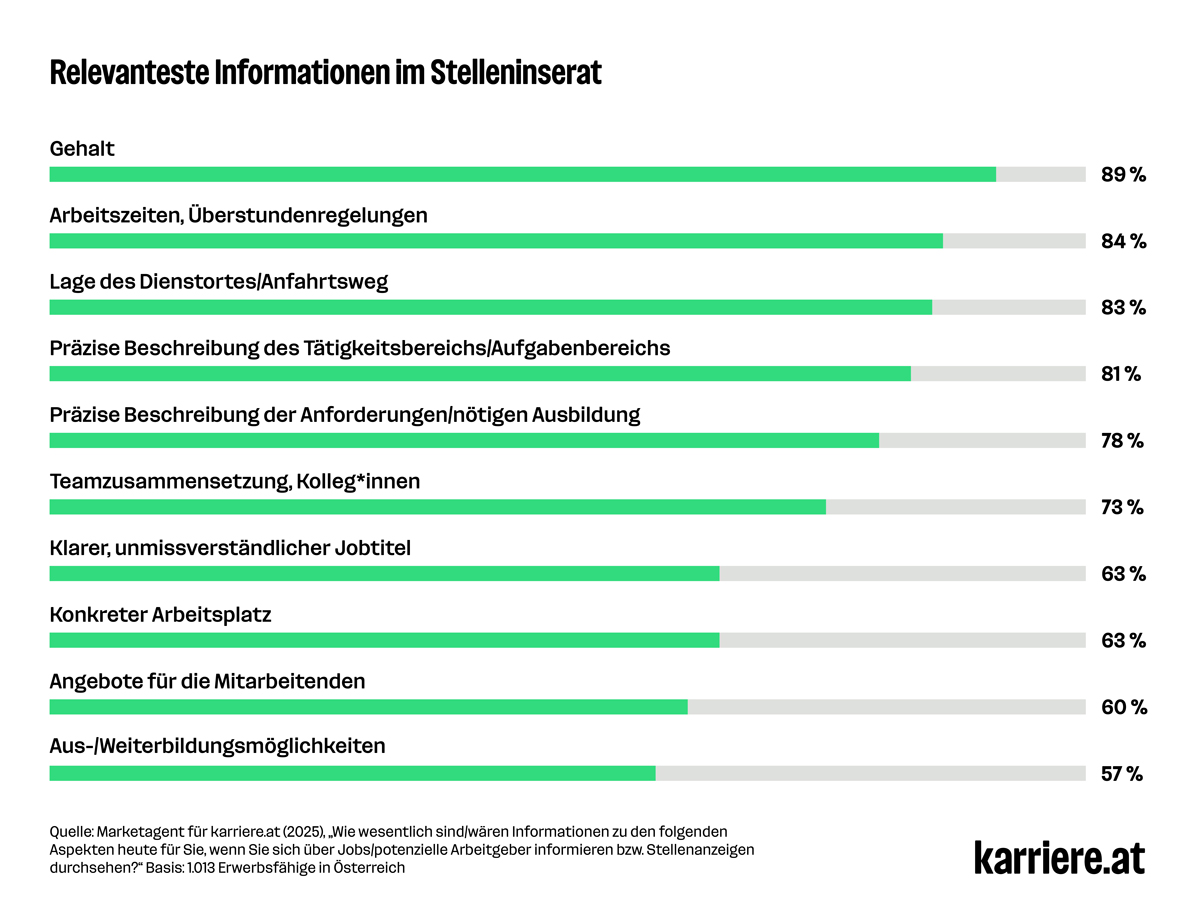 Relevanteste Informationen im Stelleninserat
Gehalt
89 %
Arbeitszeiten, Überstundenregelungen
84 %
Lage des Dienstortes/Anfahrtsweg
83 %
Präzise Beschreibung des Tätigkeitsbereichs/Aufgabenbereichs
81 %
Präzise Beschreibung der Anforderungen/nötigen Ausbildung
78 %
Teamzusammensetzung, Kolleg*innen
73 %
Klarer, unmissverständlicher Jobtitel
63 %
Konkreter Arbeitsplatz
63 %
Angebote für die Mitarbeitenden
60 %
Aus-/Weiterbildungsmöglichkeiten
57 %
Quelle: Marketagent für karriere.at (2025), „Wie wesentlich sind/wären Informationen zu den folgenden
Aspekten heute für Sie, wenn Sie sich über Jobs/potenzielle Arbeitgeber informieren bzw. Stellenanzeigen
durchsehen?“ Basis: 1.013 Erwerbsfähige in Österreich
karriere.at